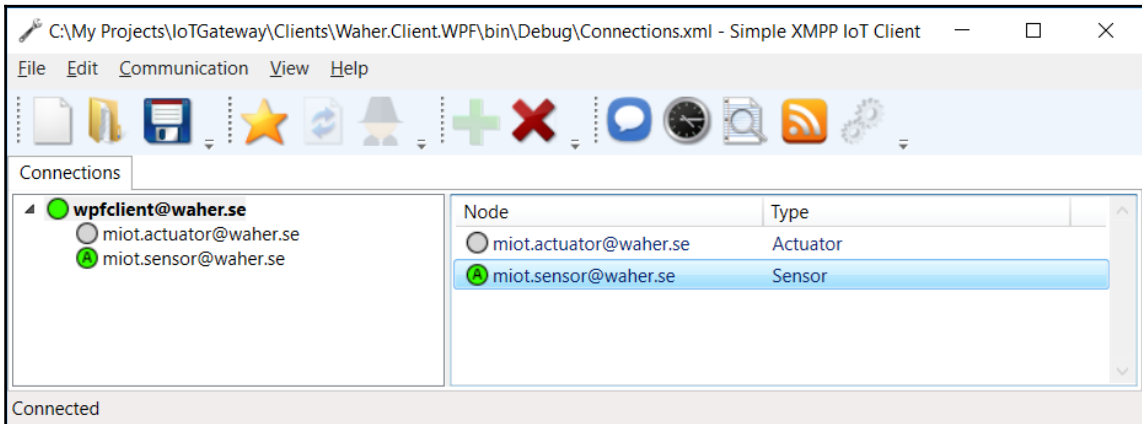 C:\My Projects\IoTGateway\Clients\Waher.Client.WPF\bin\Debug\Connections.xml - Simple XMPP IoT Client
File Edit Communication View Help
Connections
wpfclient@waher.se
miot.actuator@waher.se
A miot.sensor@waher.se
Node Type
miot.actuator@waher.se Actuator
A miot.sensor@waher.se Sensor
Connected